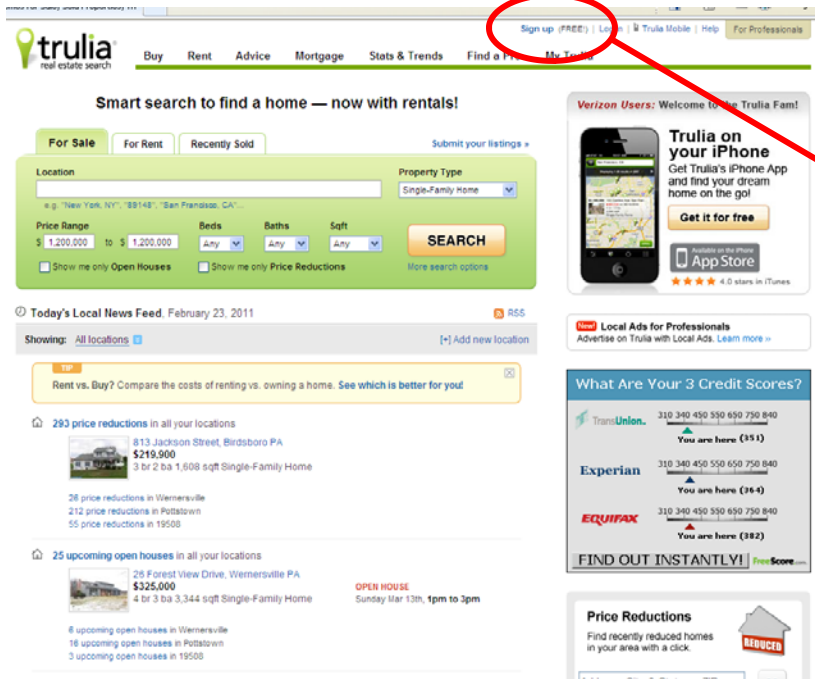 Sign up (FREE!) | Login | Trulia Mobile | Help For Professionals
trulia
real estate search
Buy Rent Advice Mortgage Stats & Trends Find a My Trulia
Smart search to find a home — now with rentals!
For Sale For Rent Recently Sold Submit your listings »
Location Property Type
Single-Family Home
e.g. "New York, NY", "89148", "San Francisco, CA"...
Price Range Beds Baths Sqft
$ 1,200,000 to $ 1,200,000 Any Any Any SEARCH
Show me only Open Houses Show me only Price Reductions More search options
Today's Local News Feed, February 23, 2011 RSS
Showing: All locations [+] Add new location
TIP
Rent vs. Buy? Compare the costs of renting vs. owning a home. See which is better for you!
293 price reductions in all your locations
813 Jackson Street, Birdsboro PA
$219,900
3 br 2 ba 1,608 sqft Single-Family Home
26 price reductions in Wernersville
212 price reductions in Pottstown
55 price reductions in 19508
25 upcoming open houses in all your locations
26 Forest View Drive, Wernersville PA
$325,000 OPEN HOUSE
4 br 3 ba 3,344 sqft Single-Family Home Sunday Mar 13th, 1pm to 3pm
6 upcoming open houses in Wernersville
16 upcoming open houses in Pottstown
3 upcoming open houses in 19508
Verizon Users: Welcome to the Trulia Fam!
Trulia on
your iPhone
Get Trulia's iPhone App
and find your dream
home on the go!
Get it for free
Available on the iPhone
App Store
4.0 stars in iTunes
New! Local Ads for Professionals
Advertise on Trulia with Local Ads. Learn more »
What Are Your 3 Credit Scores?
TransUnion. 310 340 450 550 650 750 840
You are here (351)
Experian 310 340 450 550 650 750 840
You are here (364)
EQUIFAX 310 340 450 550 650 750 840
You are here (382)
FIND OUT INSTANTLY! FreeScore
Price Reductions
Find recently reduced homes
in your area with a click.
REDUCED